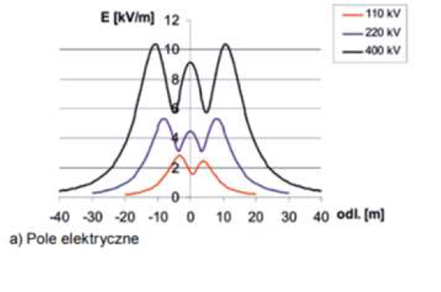 E [kV/m] 12
10
8
6
4
2
0
-40 -30 -20 -10 0 10 20 30 40 odl. [m]
110 kV
220 kV
400 kV
a) Pole elektryczne